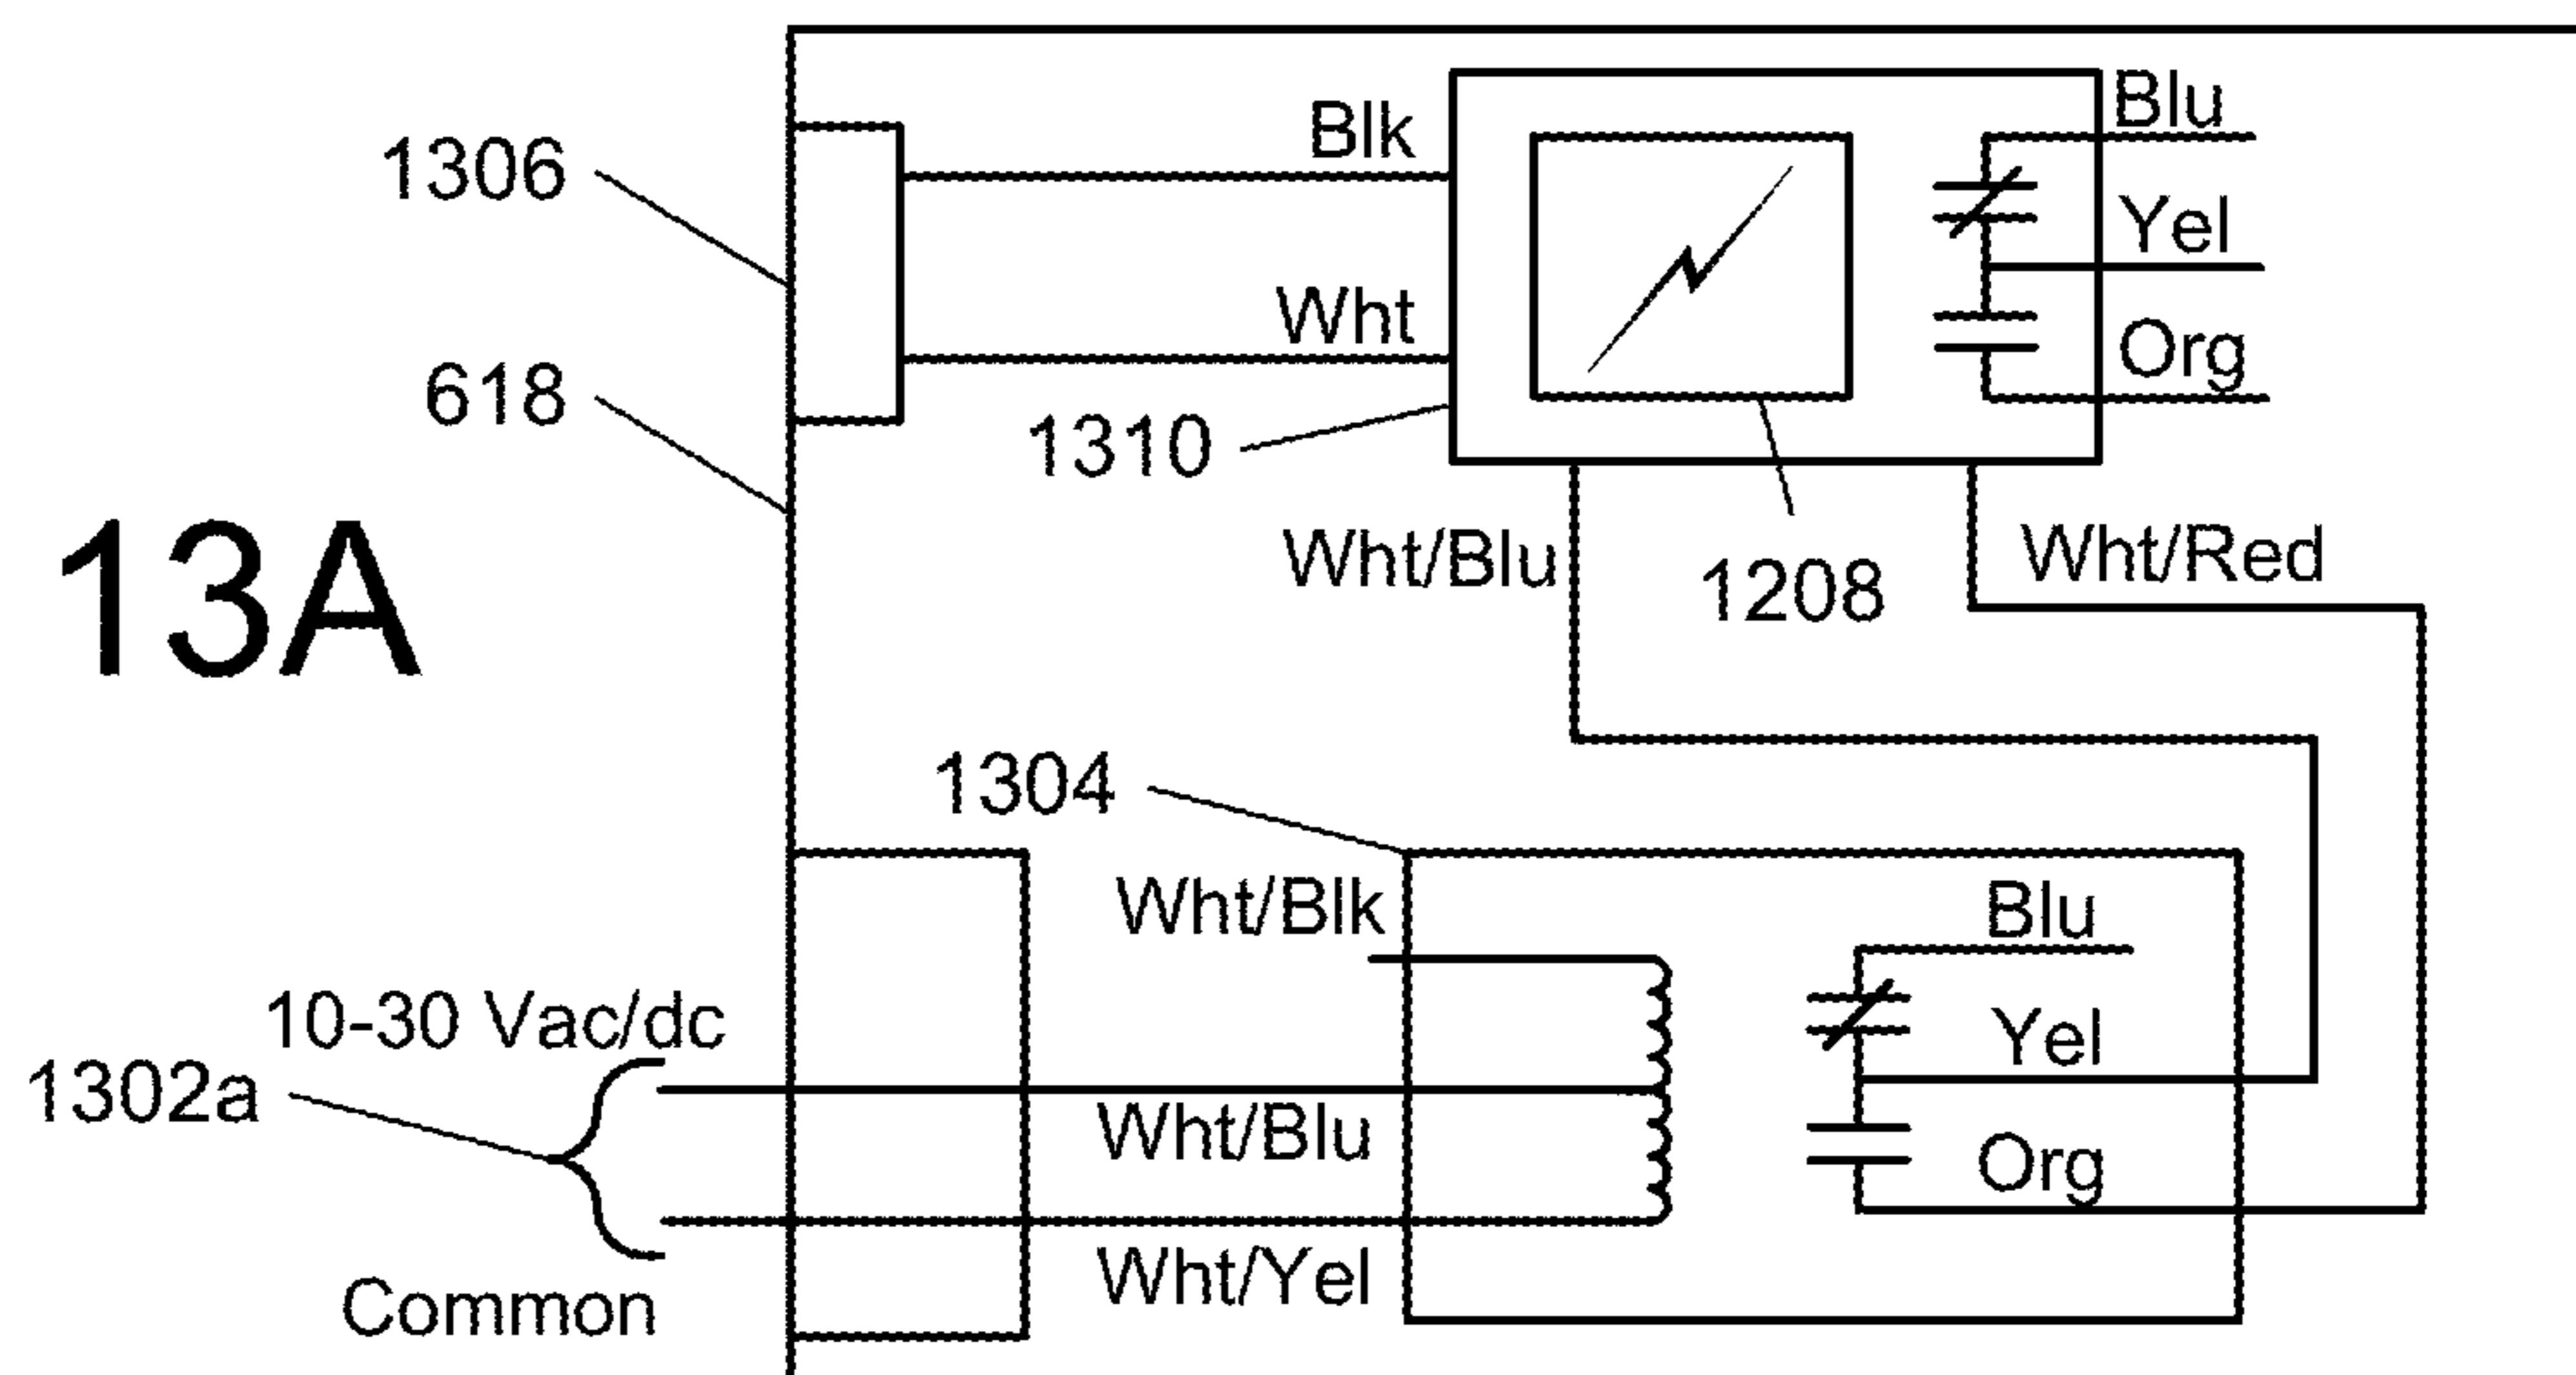 Blu
Blk
1306
Yel
Wht
Org
618
1310
13A
Wht/Blu
1208
Wht/Red
1304
Wht/Blk
Blu
10-30 Vac/dc
Yel
1302a
Wht/Blu
Org
Wht/Yel
Common